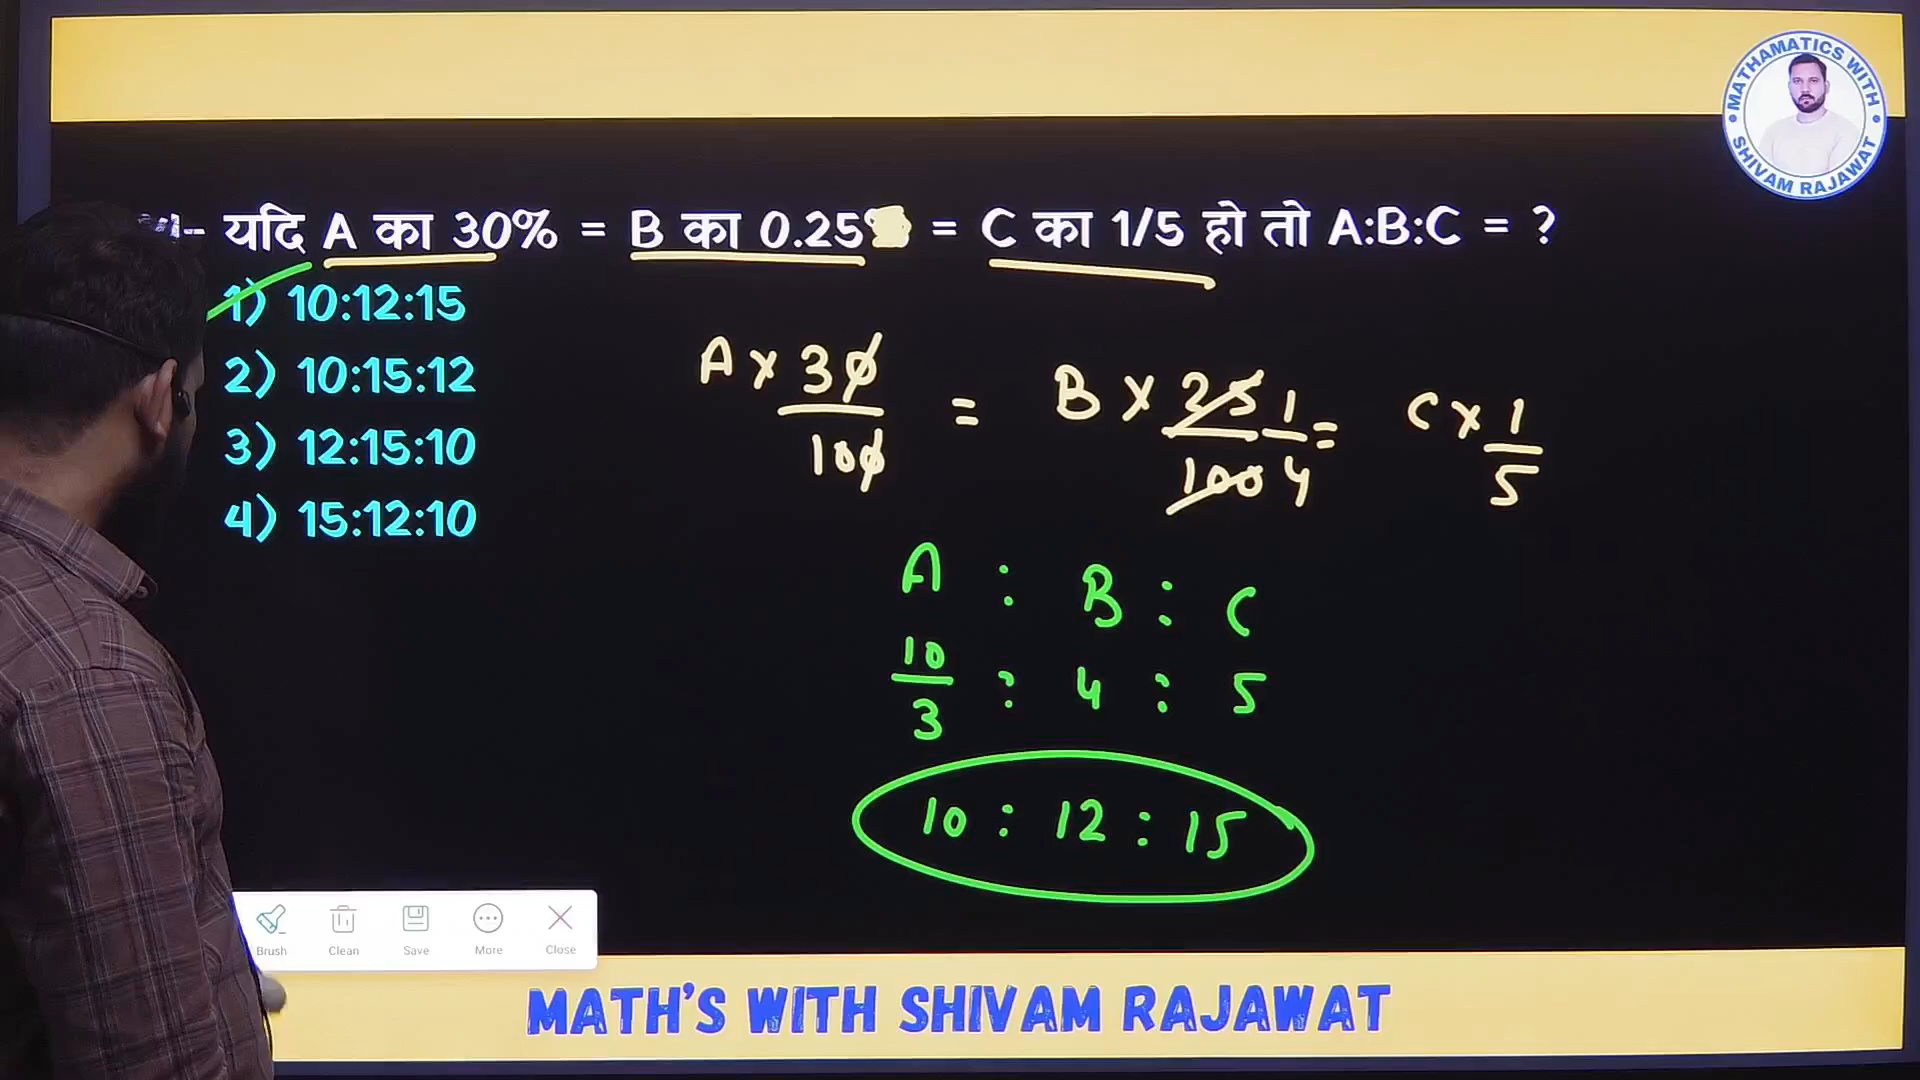 MATHAMATICS WITH
SHIVAM RAJAWAT
यदि A का 30% = B का 0.25 = C का 1/5 हो तो A:B:C = ?
1) 10:12:15
2) 10:15:12
3) 12:15:10
4) 15:12:10
A x 30/100 = B x 25/100 1/4 = C x 1/5
A : B : C
10/3 : 4 : 5
10 : 12 : 15
Brush Clean Save More Close
MATH'S WITH SHIVAM RAJAWAT